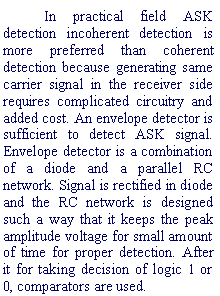 In practical field ASK
detection incoherent detection is
more preferred than coherent
detection because generating same
carrier signal in the receiver side
requires complicated circuitry and
added cost. An envelope detector is
sufficient to detect ASK signal.
Envelope detector is a combination
of a diode and a parallel RC
network. Signal is rectified in diode
and the RC network is designed
such a way that it keeps the peak
amplitude voltage for small amount
of time for proper detection. After
it for taking decision of logic 1 or
0, comparators are used.